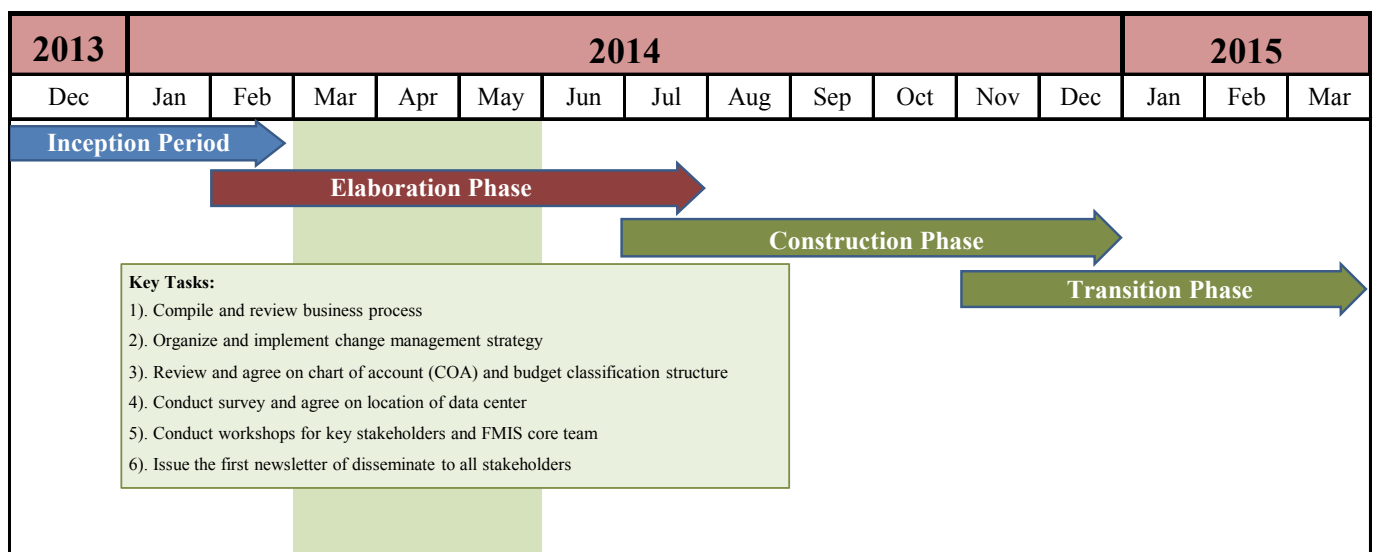 2013 2014 2015
Dec Jan Feb Mar Apr May Jun Jul Aug Sep Oct Nov Dec Jan Feb Mar
Inception Period
Elaboration Phase
Construction Phase
Transition Phase
Key Tasks:
1). Compile and review business process
2). Organize and implement change management strategy
3). Review and agree on chart of account (COA) and budget classification structure
4). Conduct survey and agree on location of data center
5). Conduct workshops for key stakeholders and FMIS core team
6). Issue the first newsletter of disseminate to all stakeholders